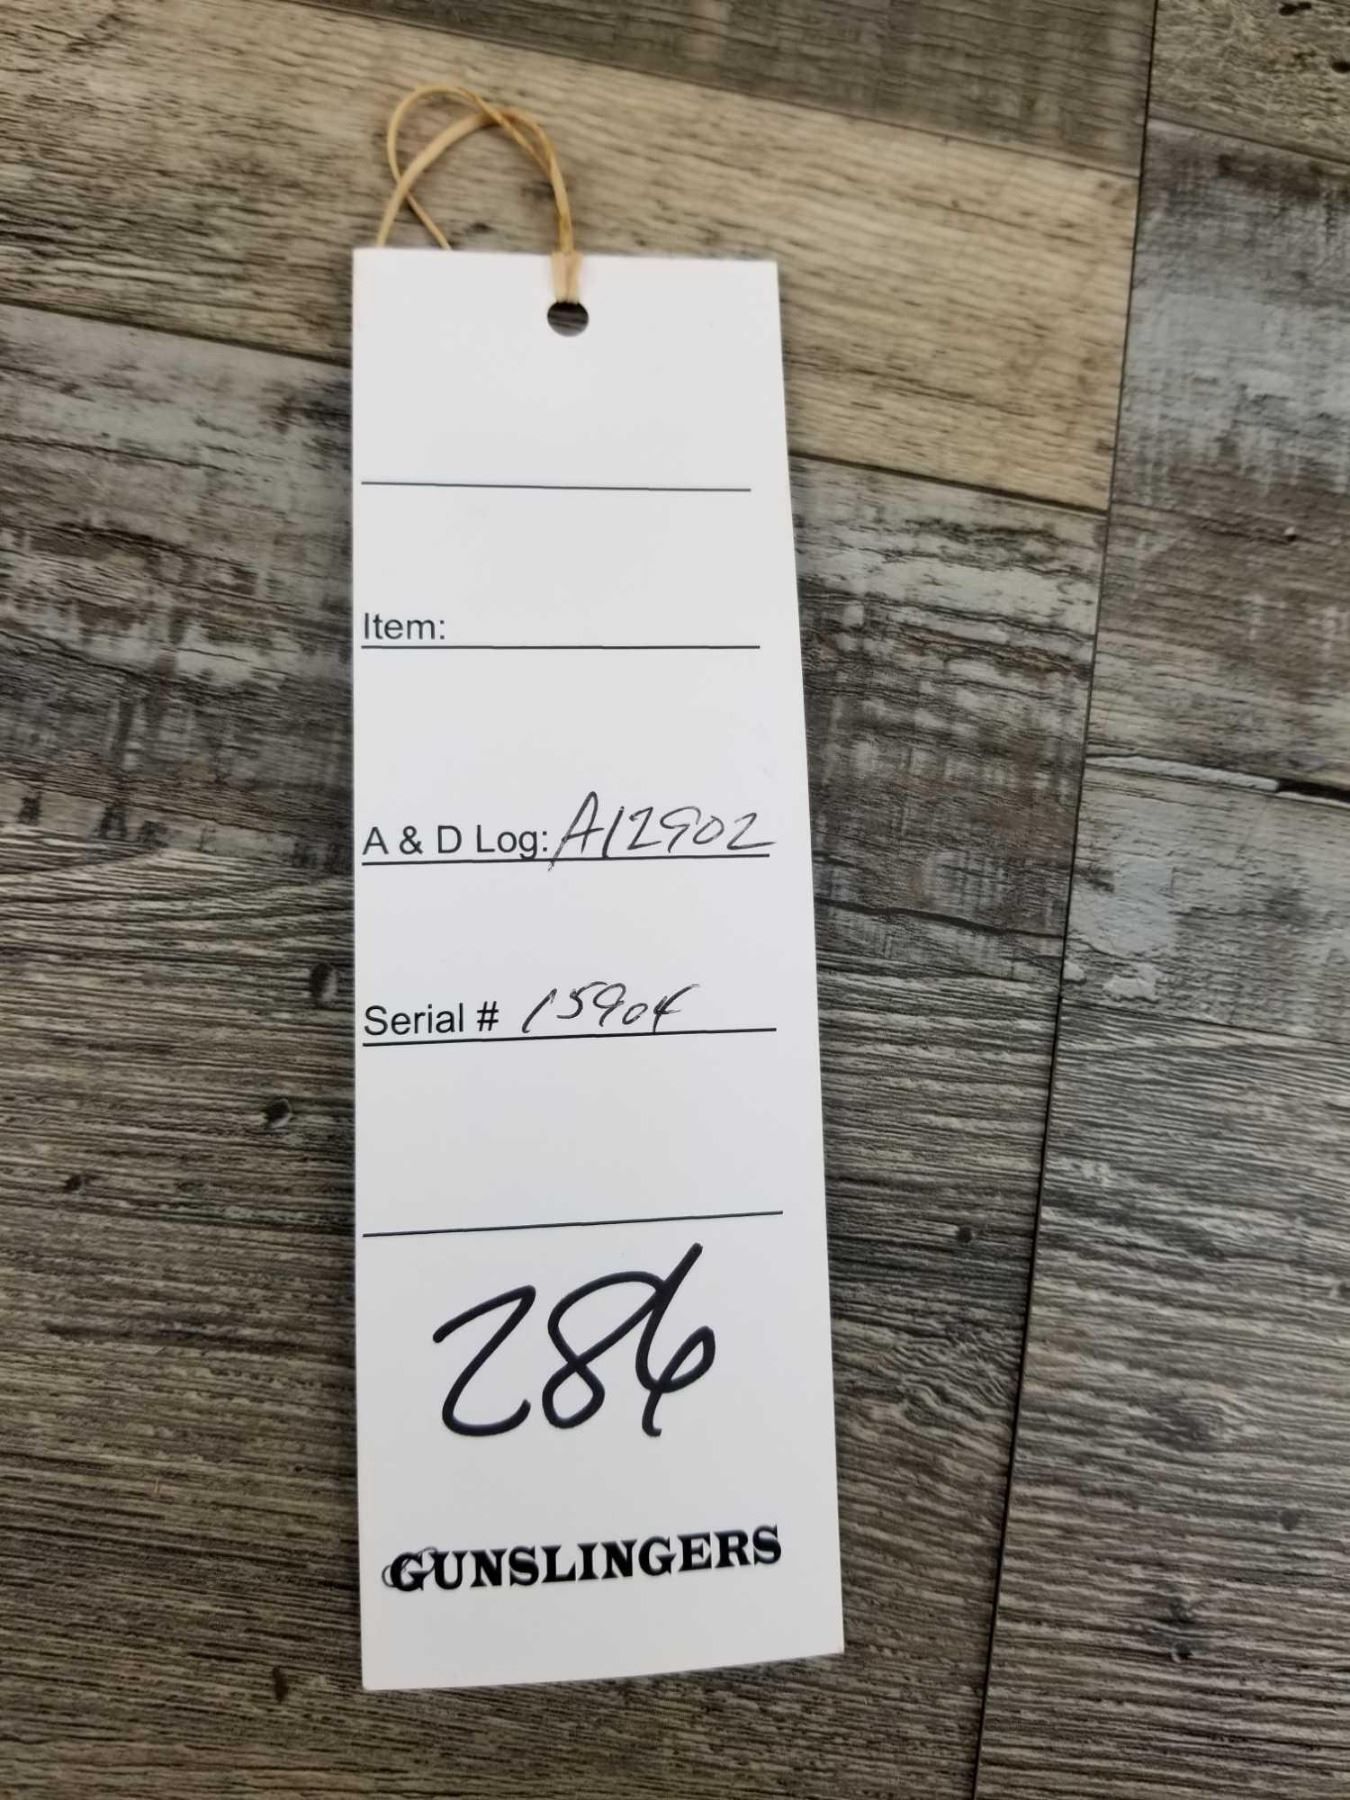 Item:
A & D Log: A12902
Serial # 15904
286
GUNSLINGERS